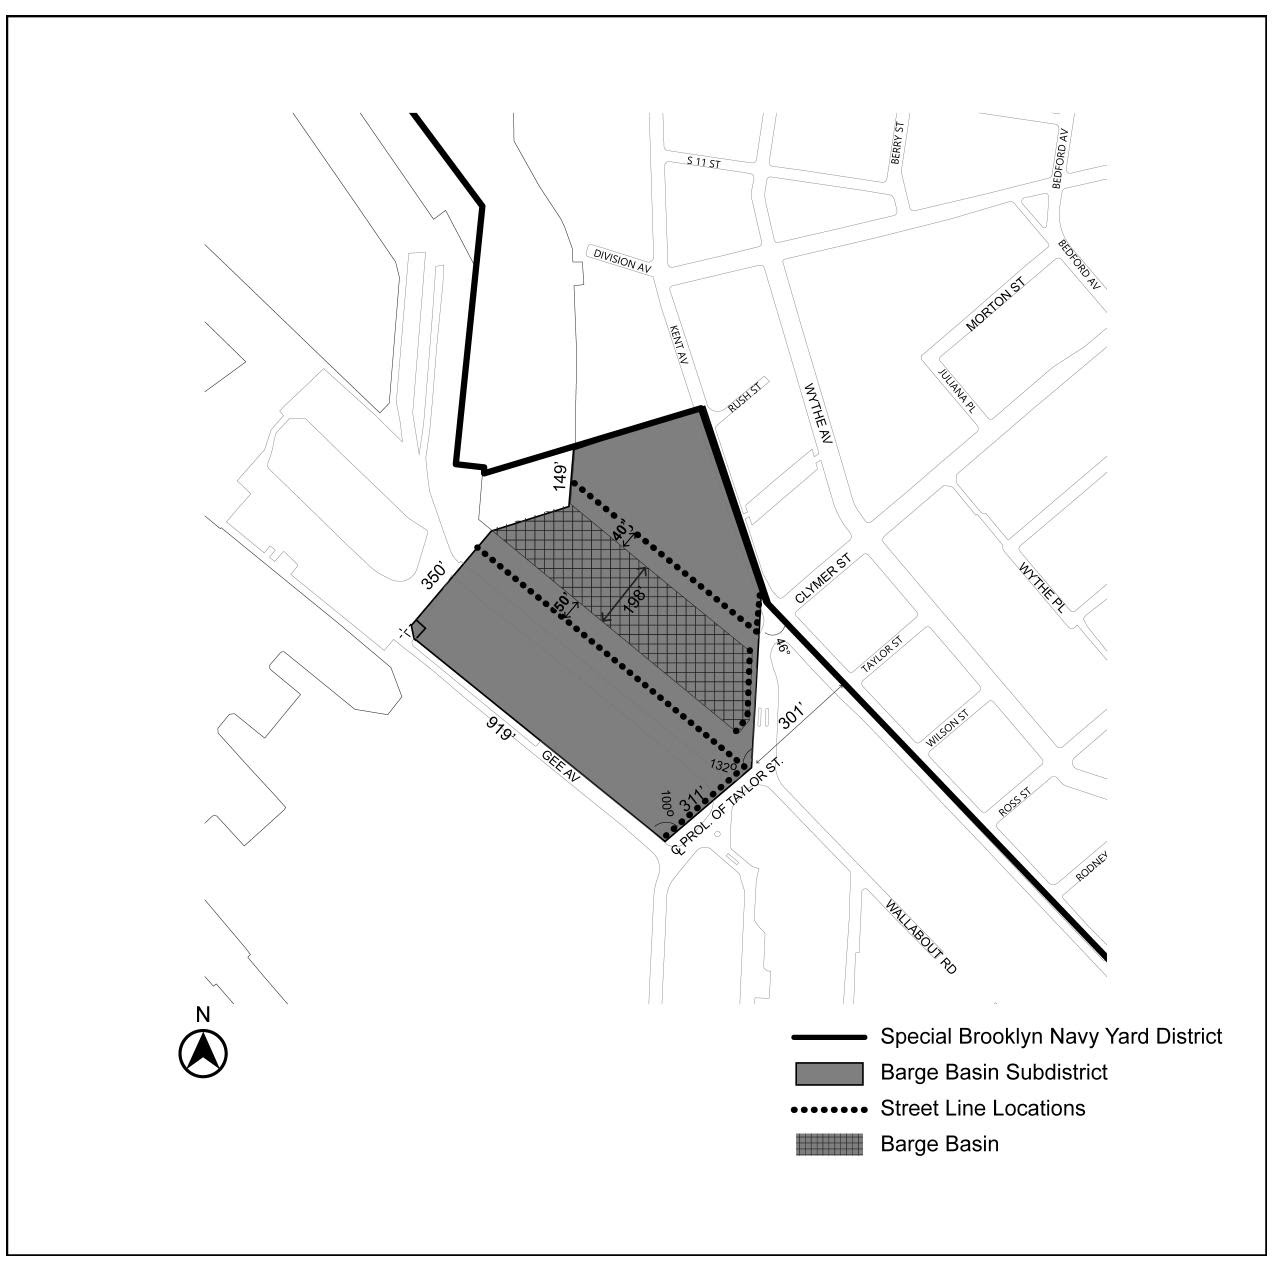 BERRY ST
BEDFORD AV
S 11 ST
DIVISION AV
BEDFORD AV
MORTON ST
KENT AV
JULIANA PL
RUSH ST
WYTHE AV
149'
40'
CLYMER ST
WYTHE PL
350'
50'
198'
46°
TAYLOR ST
301'
WILSON ST
919'
GEE AV
132°
100°
311'
℄ PROL. OF TAYLOR ST.
ROSS ST
RODNEY
WALLABOUT RD
N
Special Brooklyn Navy Yard District
Barge Basin Subdistrict
Street Line Locations
Barge Basin